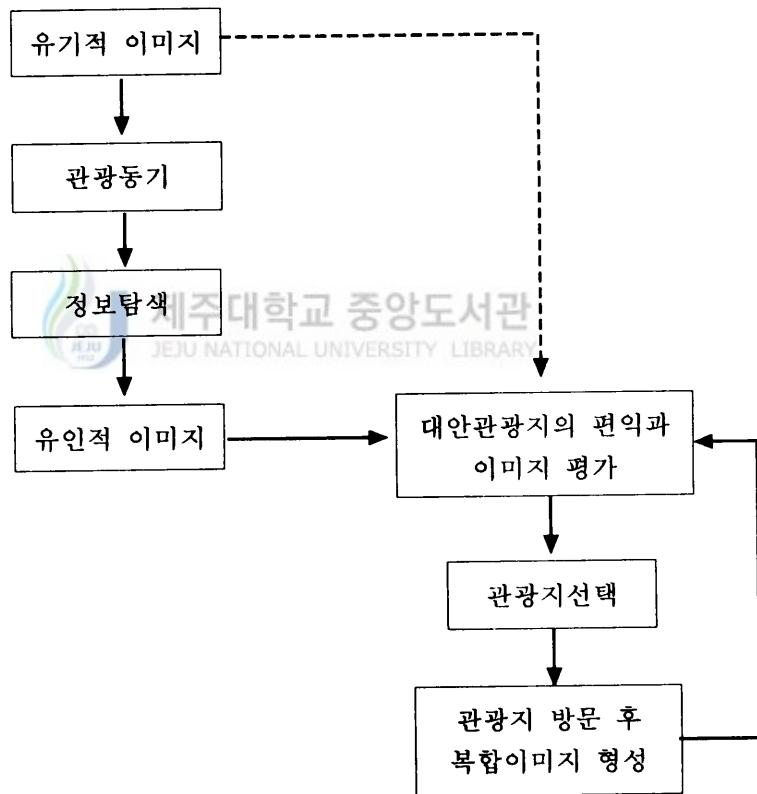 유기적 이미지
관광동기
정보탐색
제주대학교 중앙도서관
JEJU NATIONAL UNIVERSITY LIBRARY
유인적 이미지
대안관광지의 편익과
이미지 평가
관광지선택
관광지 방문 후
복합이미지 형성